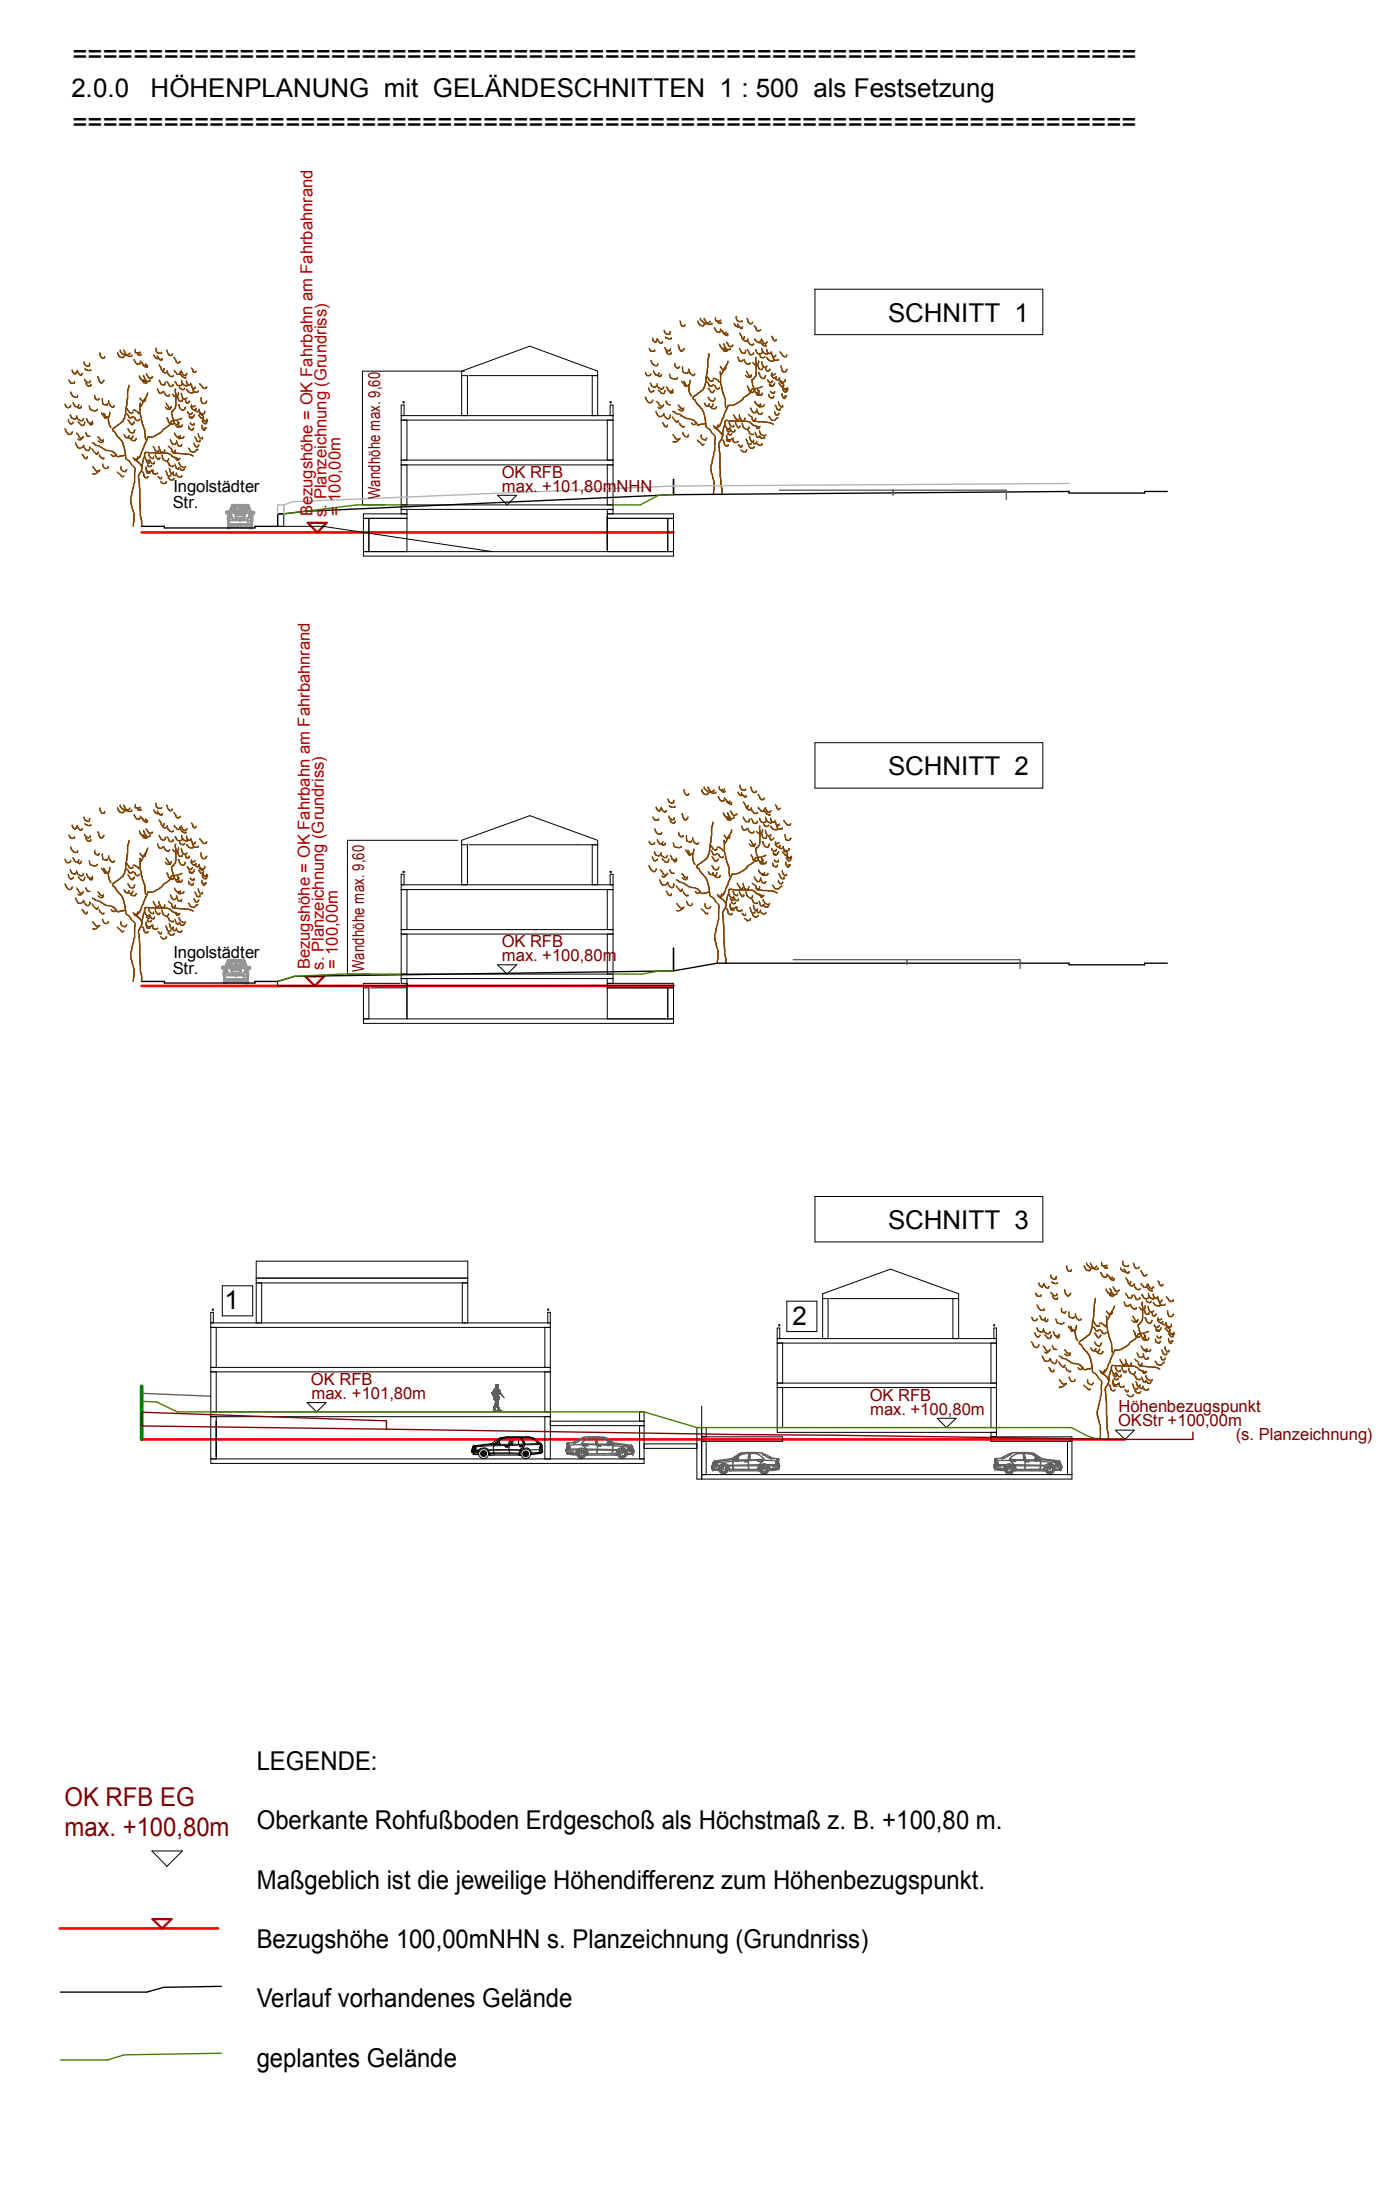 ======================================================================
2.0.0 HÖHENPLANUNG mit GELÄNDESCHNITTEN 1 : 500 als Festsetzung
======================================================================
SCHNITT 1
Bezugshöhe = OK Fahrbahn am Fahrbahnrand
s. Planzeichnung (Grundriss)
= 100,00m
Wandhöhe max. 9,60
OK RFB
max. +101,80mNHN
Ingolstädter
Str.
SCHNITT 2
Bezugshöhe = OK Fahrbahn am Fahrbahnrand
s. Planzeichnung (Grundriss)
= 100,00m
Wandhöhe max. 9,60
OK RFB
max. +100,80m
Ingolstädter
Str.
SCHNITT 3
1
2
OK RFB
max. +101,80m
OK RFB
max. +100,80m
Höhenbezugspunkt
OKStr +100,00m
(s. Planzeichnung)
LEGENDE:
OK RFB EG
max. +100,80m
Oberkante Rohfußboden Erdgeschoß als Höchstmaß z. B. +100,80 m.
Maßgeblich ist die jeweilige Höhendifferenz zum Höhenbezugspunkt.
Bezugshöhe 100,00mNHN s. Planzeichnung (Grundnriss)
Verlauf vorhandenes Gelände
geplantes Gelände